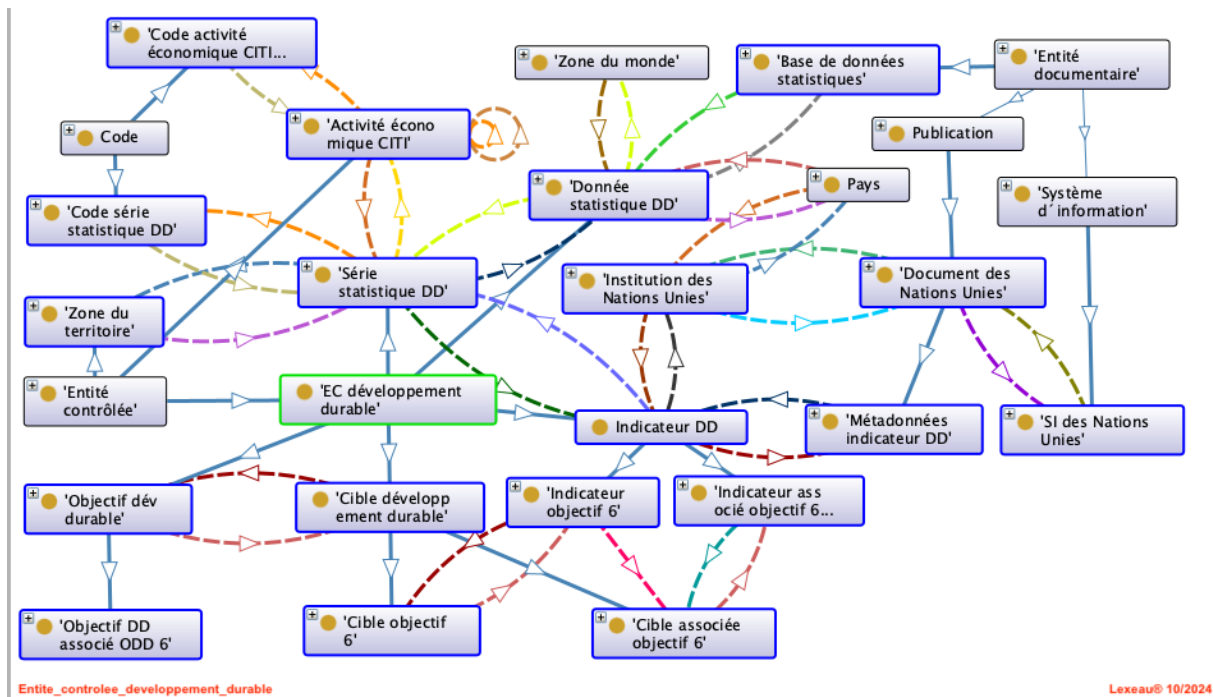 'Code activité
économique CITI...
'Zone du monde'
'Base de données
statistiques'
'Entité
documentaire'
Code
'Activité écono
mique CITI'
Publication
'Code série
statistique DD'
'Donnée
statistique DD'
Pays
'Système
d´information'
'Série
statistique DD'
'Institution des
Nations Unies'
'Document des
Nations Unies'
'Zone du
territoire'
'Entité
contrôlée'
'EC développement
durable'
Indicateur DD
'Métadonnées
indicateur DD'
'SI des Nations
Unies'
'Objectif dév
durable'
'Cible développ
ement durable'
'Indicateur
objectif 6'
'Indicateur ass
ocié objectif 6...
'Objectif DD
associé ODD 6'
'Cible objectif
6'
'Cible associée
objectif 6'
Entite_controlee_developpement_durable
Lexeau® 10/2024